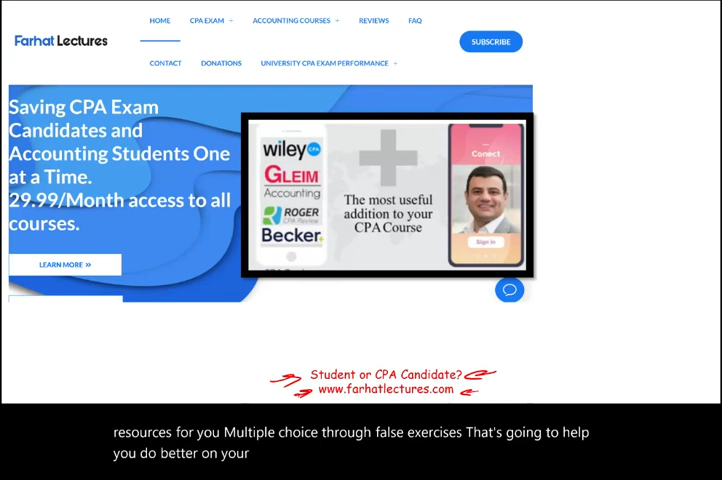 HOME
CPA EXAM +
ACCOUNTING COURSES +
REVIEWS
FAQ
Farhat Lectures
SUBSCRIBE
CONTACT
DONATIONS
UNIVERSITY CPA EXAM PERFORMANCE +
Saving CPA Exam
Candidates and
Accounting Students One
at a Time.
29.99/Month access to all
courses.
LEARN MORE »
wiley CPA
GLEIM
Accounting
ROGER
CPA Review
Becker
The most useful
addition to your
CPA Course
Conect
Sign in
Student or CPA Candidate?
www.farhatlectures.com
resources for you Multiple choice through false exercises That's going to help
you do better on your